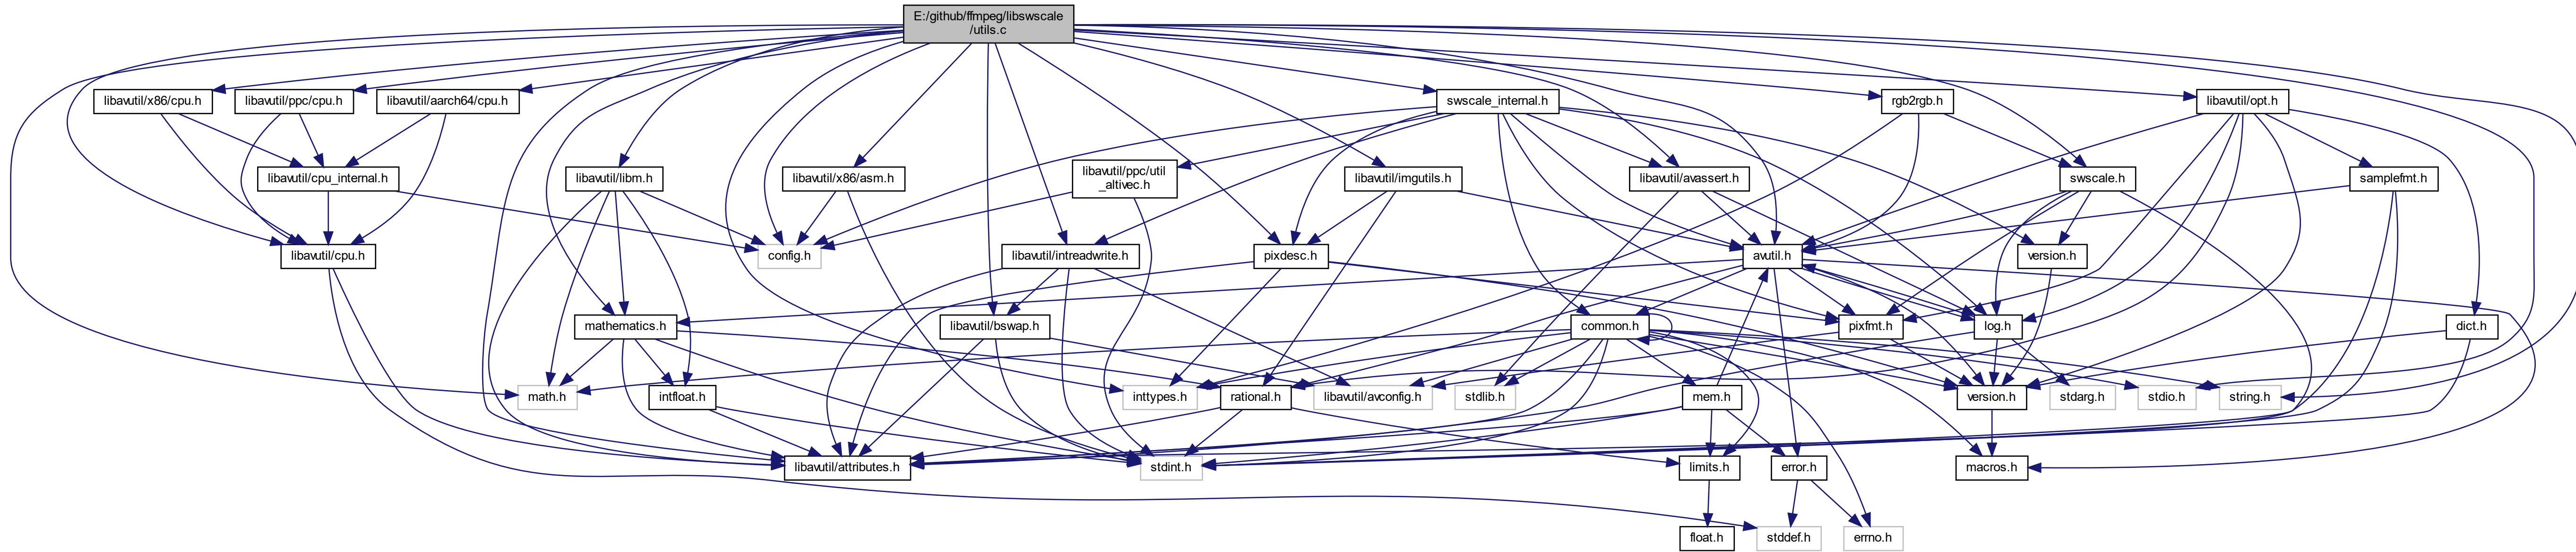 E:/github/ffmpeg/libswscale
/utils.c
libavutil/x86/cpu.h
libavutil/ppc/cpu.h
libavutil/aarch64/cpu.h
swscale_internal.h
rgb2rgb.h
libavutil/opt.h
libavutil/cpu_internal.h
libavutil/libm.h
libavutil/x86/asm.h
libavutil/ppc/util
_altivec.h
libavutil/imgutils.h
libavutil/avassert.h
swscale.h
samplefmt.h
libavutil/cpu.h
config.h
libavutil/intreadwrite.h
pixdesc.h
avutil.h
version.h
mathematics.h
libavutil/bswap.h
common.h
pixfmt.h
log.h
dict.h
math.h
intfloat.h
inttypes.h
rational.h
libavutil/avconfig.h
stdlib.h
mem.h
version.h
stdarg.h
stdio.h
string.h
libavutil/attributes.h
stdint.h
limits.h
error.h
macros.h
float.h
stddef.h
errno.h